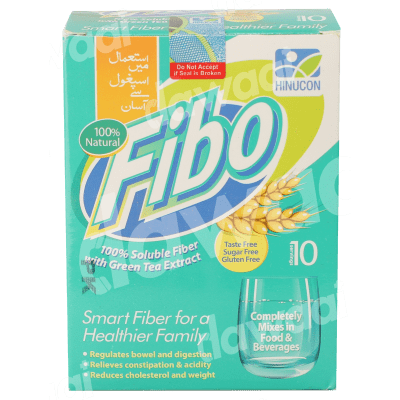 Smart Fiber
thier Family
10
استعمال
میں
اسپغول
سے
آسان
Do Not Accept
if Seal Is Broken
HINUCON
100%
Natural
Fibo
100% Soluble Fiber
with Green Tea Extract
Taste Free
Sugar Free
Gluten Free
10
Smart Fiber for a
Healthier Family
Completely
Mixes in
Food &
Beverages
• Regulates bowel and digestion
• Relieves constipation & acidity
• Reduces cholesterol and weight
dawaai